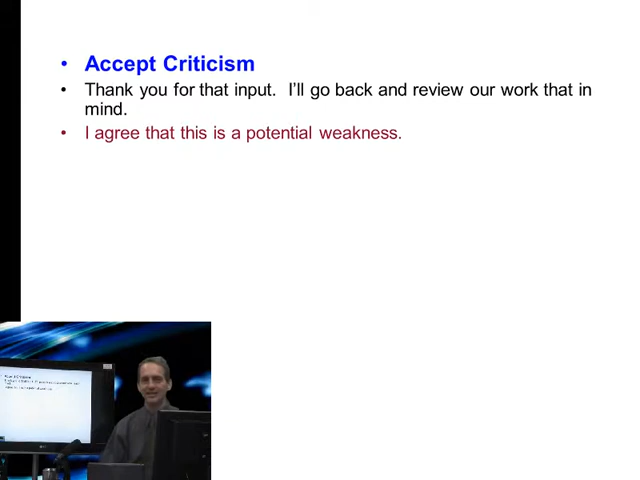 Accept Criticism
Thank you for that input.  I'll go back and review our work that in
mind.
I agree that this is a potential weakness.